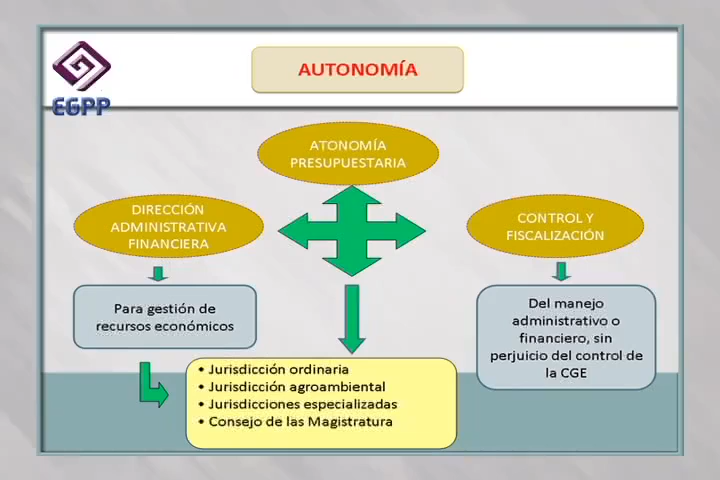 EGPP
AUTONOMÍA
ATONOMÍA
PRESUPUESTARIA
DIRECCIÓN
ADMINISTRATIVA
FINANCIERA
CONTROL Y
FISCALIZACIÓN
Para gestión de
recursos económicos
Del manejo
administrativo o
financiero, sin
perjuicio del control de
la CGE
• Jurisdicción ordinaria
• Jurisdicción agroambiental
• Jurisdicciones especializadas
• Consejo de las Magistratura